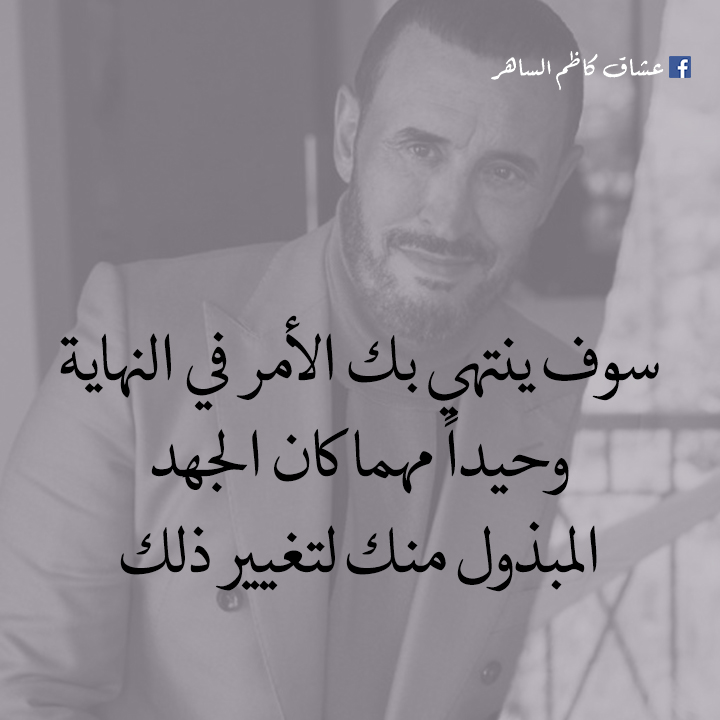 عشاق كاظم الساهر
سوف ينتهي بك الأمر في النهاية
وحيداً مهما كان الجهد
المبذول منك لتغيير ذلك